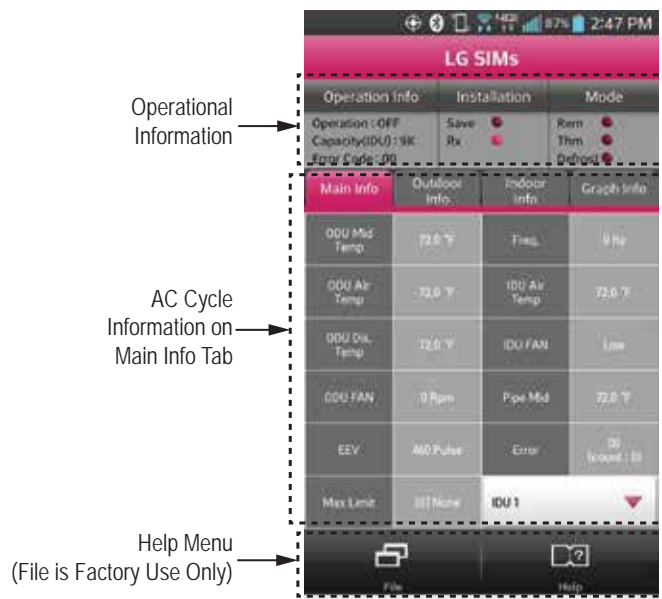 87% 2:47 PM
LG SIMs
Operation Info Installation Mode
Operation : OFF Save Rem
Capacity(IDU) : 9K Rx Thm
Error Code : 00 Defrost
Main Info Outdoor Info Indoor Info Graph Info
ODU Mid Temp 72.0 °F Freq. 0 Hz
ODU Air Temp 72.0 °F IDU Air Temp 72.0 °F
ODU Dis. Temp 72.0 °F IDU FAN Low
ODU FAN 0 Rpm Pipe Mid 72.0 °F
EEV 460 Pulse Error 00 (count : 0)
Max Limit None IDU 1
File Help
Operational
Information
AC Cycle
Information on
Main Info Tab
Help Menu
(File is Factory Use Only)